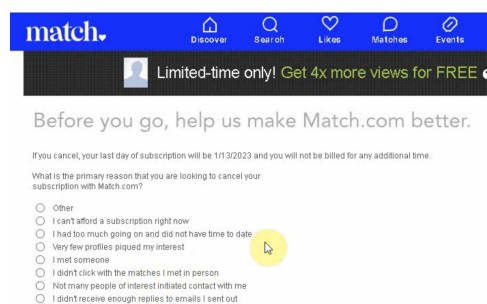 match
Discover Search Likes Matches Events
Limited-time only! Get 4x more views for FREE
Before you go, help us make Match.com better.
If you cancel, your last day of subscription will be 1/13/2023 and you will not be billed for any additional time.
What is the primary reason that you are looking to cancel your
subscription with Match.com?
Other
I can't afford a subscription right now
I had too much going on and did not have time to date
Very few profiles piqued my interest
I met someone
I didn't click with the matches I met in person
Not many people of interest initiated contact with me
I didn't receive enough replies to emails I sent out